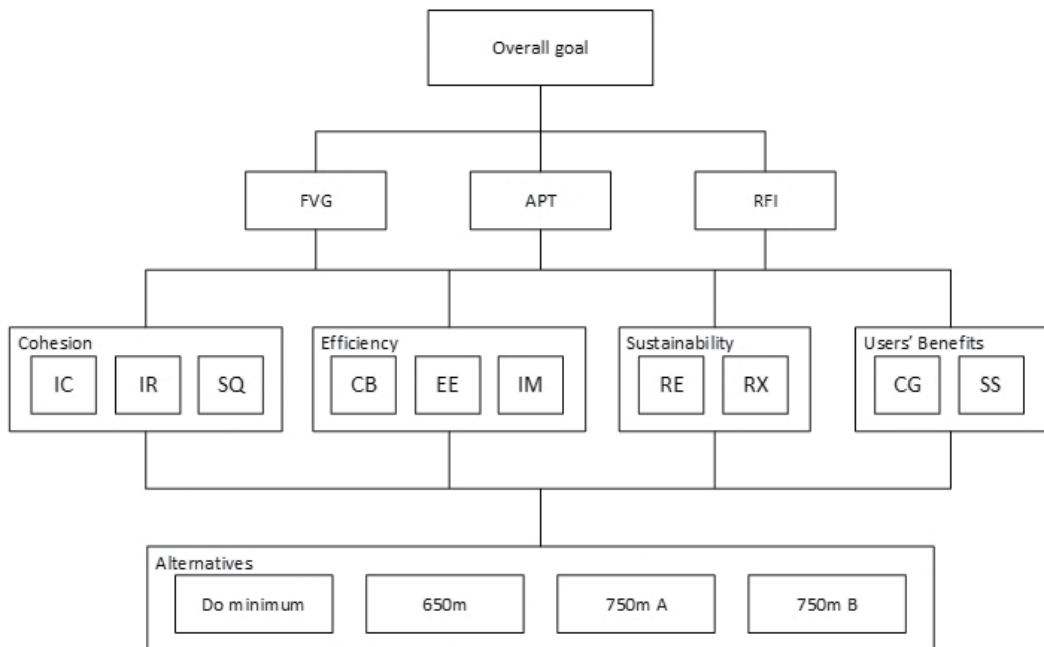 Overall goal
FVG APT RFI
Cohesion Efficiency Sustainability Users' Benefits
IC IR SQ CB EE IM RE RX CG SS
Alternatives
Do minimum 650m 750m A 750m B